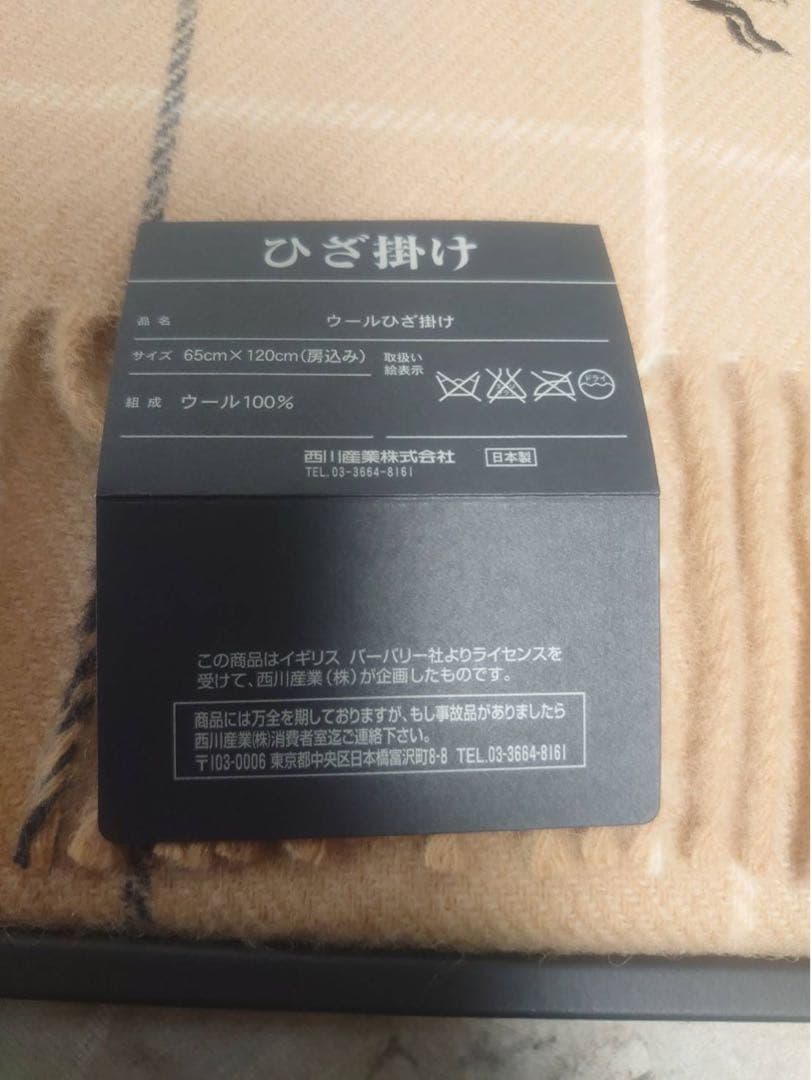 ひざ掛け
品名 ウールひざ掛け
サイズ 65cm×120cm(房込み)
取扱い
絵表示
ドライ
組成 ウール100%
西川産業株式会社 日本製
TEL.03-3664-8161
この商品はイギリス バーバリー社よりライセンスを
受けて、西川産業(株)が企画したものです。
商品には万全を期しておりますが、もし事故品がありましたら
西川産業(株)消費者室迄ご連絡下さい。
〒103-0006 東京都中央区日本橋富沢町8-8 TEL.03-3664-8161